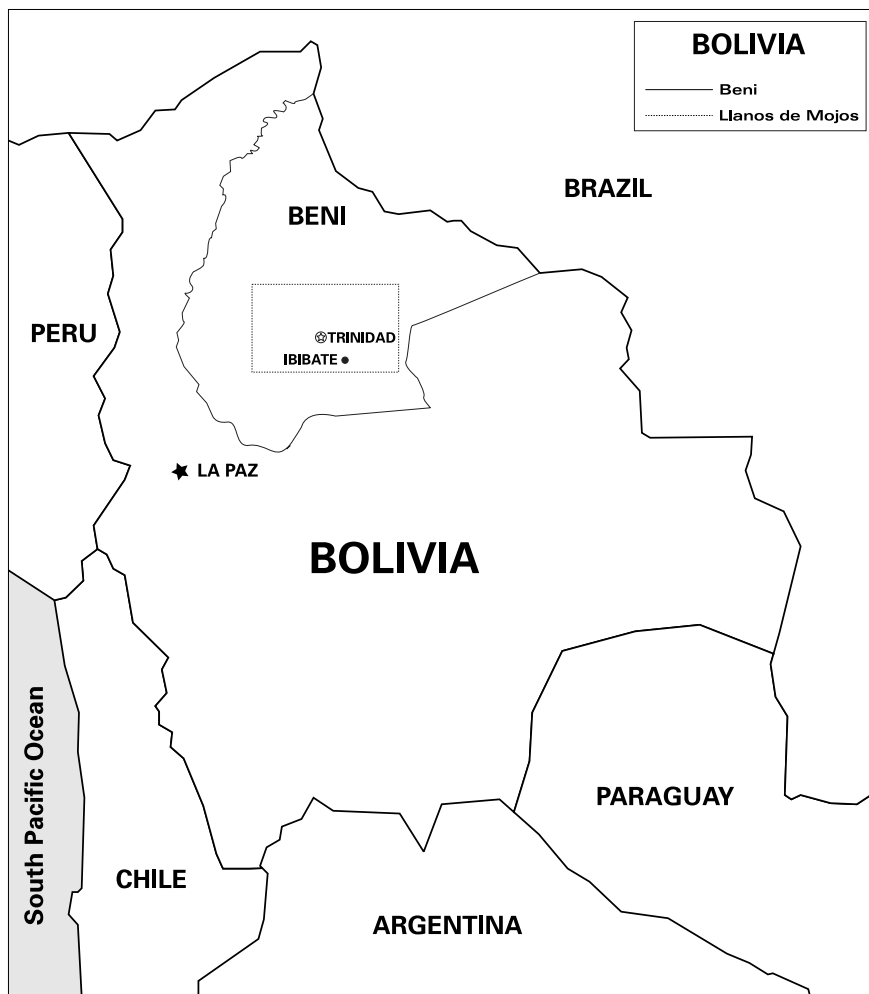 BOLIVIA
Beni
Llanos de Mojos
BRAZIL
BENI
PERU
TRINIDAD
IBIBATE
LA PAZ
BOLIVIA
South Pacific Ocean
PARAGUAY
CHILE
ARGENTINA